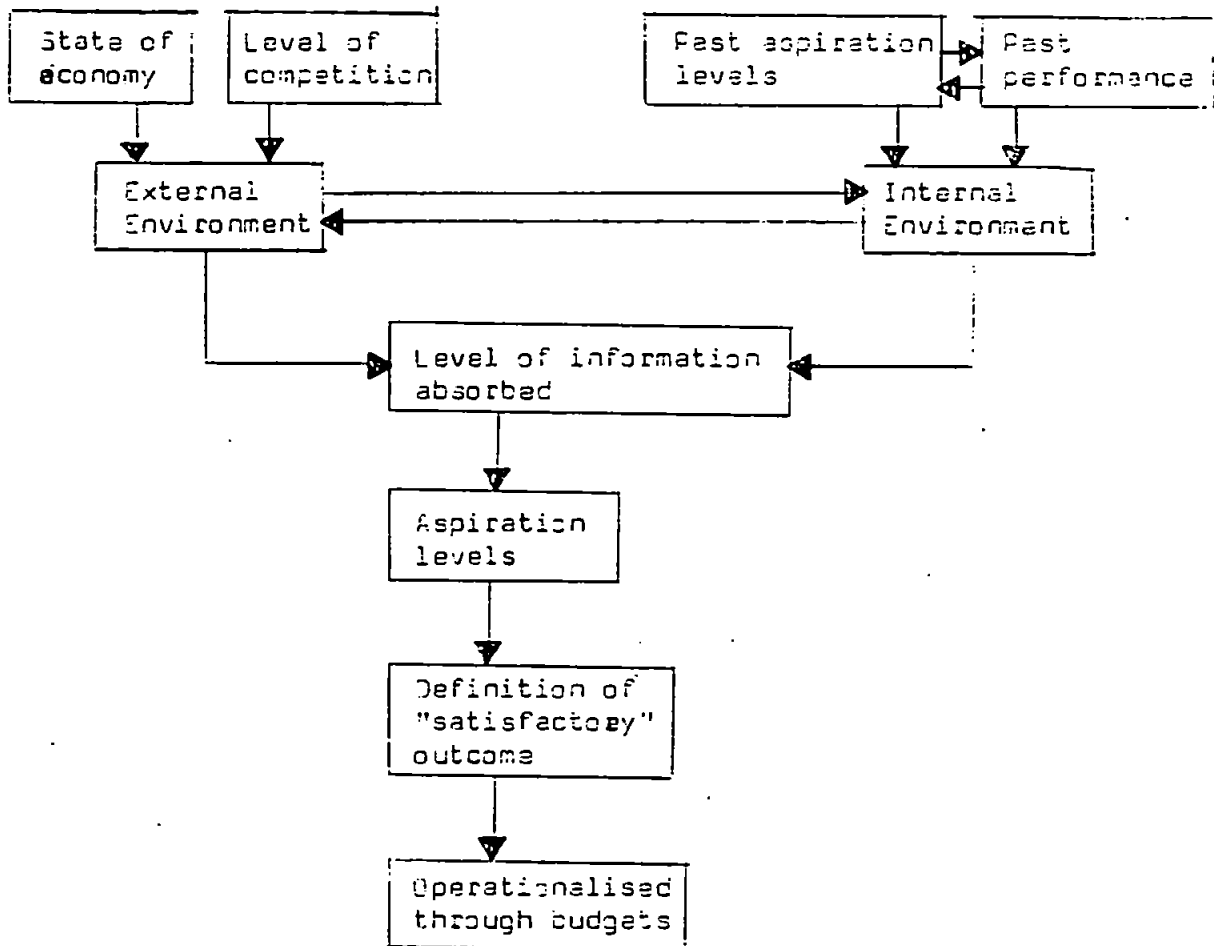 State of
economy
Level of
competition
Past aspiration
levels
Past
performance
External
Environment
Internal
Environment
Level of information
absorbed
Aspiration
levels
Definition of
"satisfactory"
outcome
Operationalised
through budgets